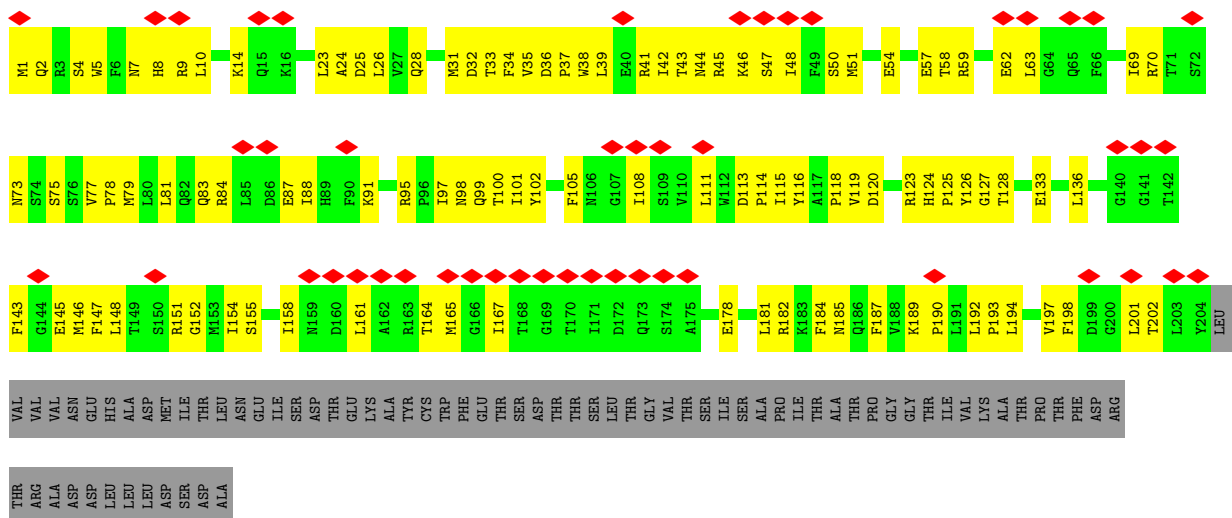 M1 Q2 R3 S4 W5 F6 N7 H8 R9 L10 K14 Q15 K16 L23 A24 D25 L26 V27 Q28 M31 D32 T33 F34 V35 D36 P37 W38 L39 E40 R41 I42 T43 N44 R45 K46 S47 I48 F49 S50 M51 E54 E57 T58 R59 E62 L63 G64 Q65 F66 I69 R70 T71 S72
N73 S74 S75 S76 V77 P78 M79 L80 L81 Q82 Q83 R84 L85 D86 E87 I88 H89 F90 K91 R95 P96 I97 N98 Q99 T100 I101 Y102 F105 N106 G107 I108 S109 V110 L111 W112 D113 P114 I115 Y116 A117 P118 V119 D120 R123 H124 P125 Y126 G127 T128 E133 L136 G140 G141 T142
F143 G144 E145 M146 F147 L148 T149 S150 R151 G152 M153 I154 S155 I158 N159 D160 L161 A162 R163 T164 M165 G166 I167 T168 G169 T170 I171 D172 Q173 S174 A175 E178 L181 R182 K183 F184 N185 Q186 F187 V188 K189 P190 L191 L192 P193 L194 V197 F198 D199 G200 L201 T202 L203 Y204 LEU
VAL VAL VAL ASN GLU HIS ALA ASP MET ILE THR LEU ASN GLU ILE SER ASP THR GLU LYS ALA TYR CYS TRP PHE GLU THR SER ASP THR THR SER LEU THR GLY VAL THR SER ILE SER ALA PRO ILE THR ALA THR PRO GLY GLY THR ILE VAL LYS ALA THR PRO THR PHE ASP ARG
THR ARG ALA ASP ASP LEU LEU LEU ASP SER ASP ALA